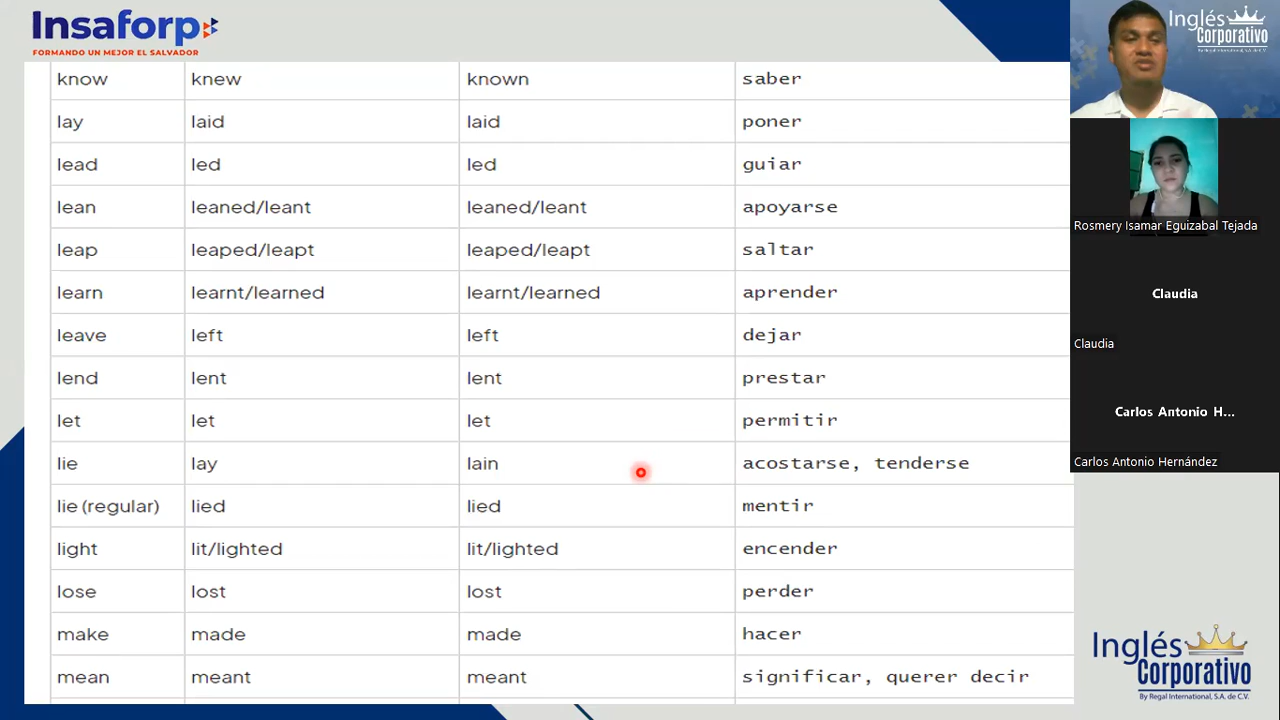 Insaforp
FORMANDO UN MEJOR EL SALVADOR
know knew known saber
lay laid laid poner
lead led led guiar
lean leaned/leant leaned/leant apoyarse
leap leaped/leapt leaped/leapt saltar
learn learnt/learned learnt/learned aprender
leave left left dejar
lend lent lent prestar
let let let permitir
lie lay lain acostarse, tenderse
lie (regular) lied lied mentir
light lit/lighted lit/lighted encender
lose lost lost perder
make made made hacer
mean meant meant significar, querer decir
Inglés
Corporativo
By Regal International, S.A. de C.V.
Rosmery Isamar Eguizabal Tejada
Claudia
Claudia
Carlos Antonio H...
Carlos Antonio Hernández
Inglés
Corporativo
By Regal International, S.A. de C.V.